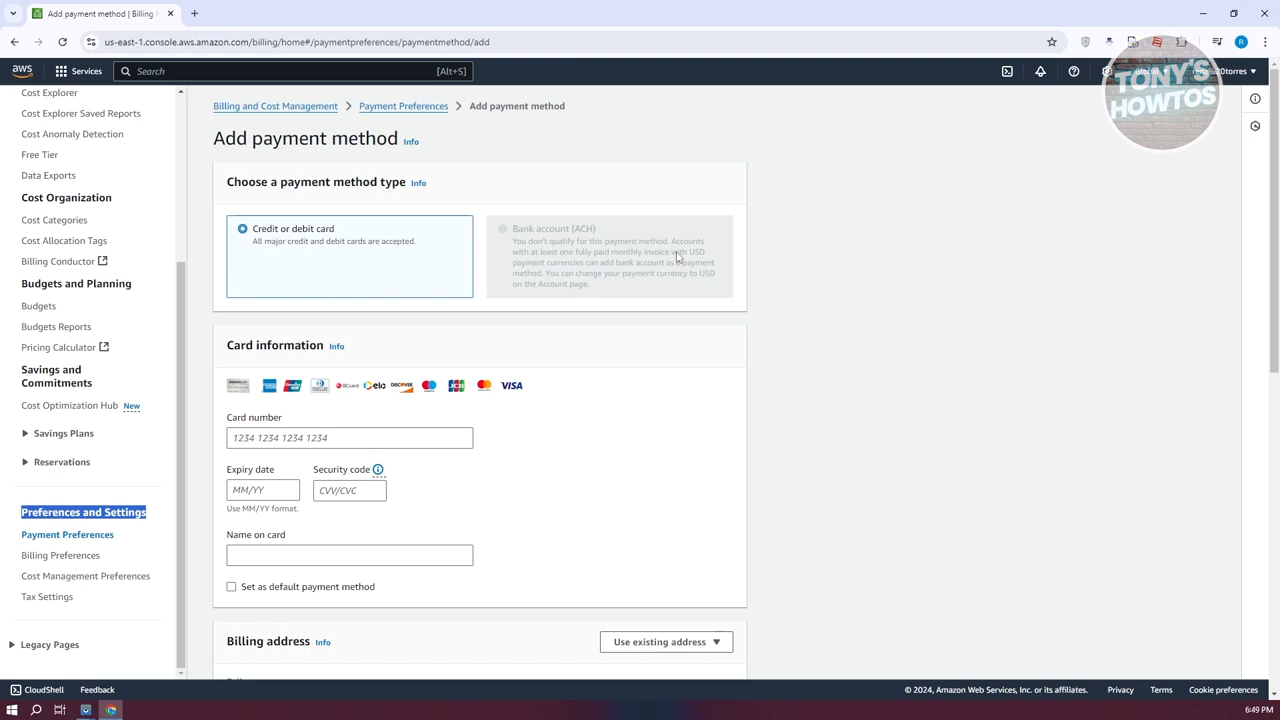 Add payment method | Billing
us-east-1.console.aws.amazon.com/billing/home#/paymentpreferences/paymentmethod/add
R
aws
Services
Search
[Alt+S]
Global
TONY'S
HOWTOS
Cost Explorer
Cost Explorer Saved Reports
Cost Anomaly Detection
Free Tier
Data Exports
Cost Organization
Cost Categories
Cost Allocation Tags
Billing Conductor
Budgets and Planning
Budgets
Budgets Reports
Pricing Calculator
Savings and
Commitments
Cost Optimization Hub New
Savings Plans
Reservations
Preferences and Settings
Payment Preferences
Billing Preferences
Cost Management Preferences
Tax Settings
Legacy Pages
Billing and Cost Management > Payment Preferences > Add payment method
Add payment method Info
Choose a payment method type Info
Credit or debit card
All major credit and debit cards are accepted.
Bank account (ACH)
You don't qualify for this payment method. Accounts
with at least one fully paid monthly invoice with USD
payment currencies can add bank account as a payment
method. You can change your payment currency to USD
on the Account page.
Card information Info
elo DISCOVER VISA
Card number
1234 1234 1234 1234
Expiry date
Security code
MM/YY
CVV/CVC
Use MM/YY format.
Name on card
Set as default payment method
Billing address Info
Use existing address
CloudShell
Feedback
© 2024, Amazon Web Services, Inc. or its affiliates.
Privacy
Terms
Cookie preferences
6:49 PM